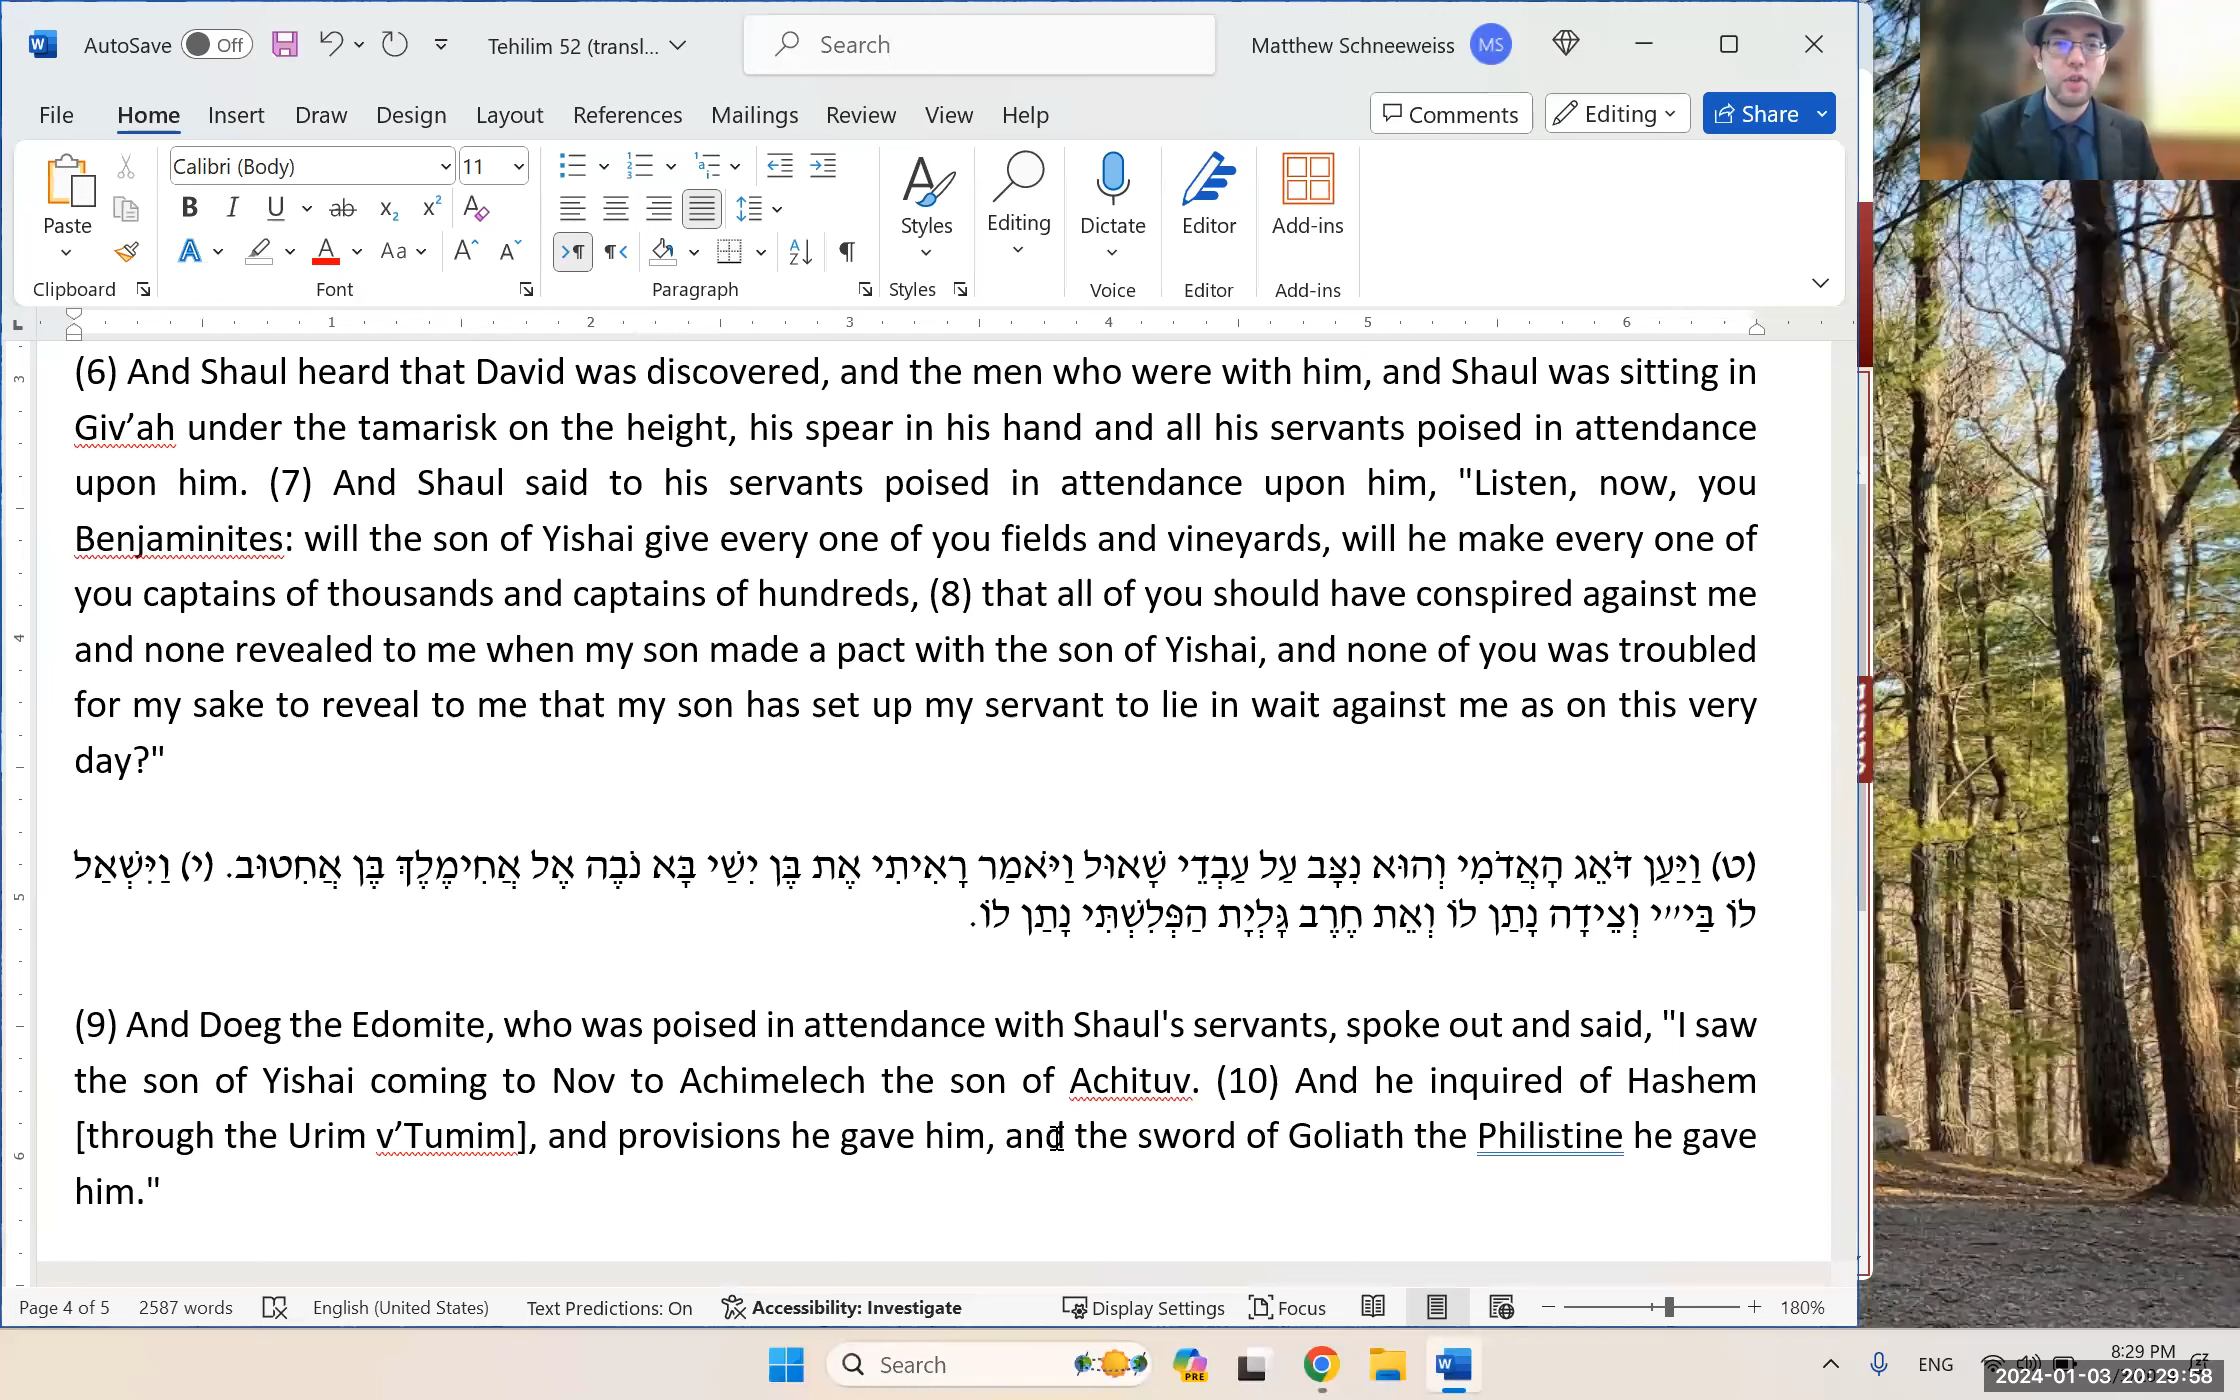 AutoSave Off Tehilim 52 (transl... Search Matthew Schneeweiss MS
File Home Insert Draw Design Layout References Mailings Review View Help Comments Editing Share
Paste Calibri (Body) 11 Styles Editing Dictate Editor Add-ins
Clipboard Font Paragraph Styles Voice Editor Add-ins
1 2 3 4 5 6
(6) And Shaul heard that David was discovered, and the men who were with him, and Shaul was sitting in
Giv’ah under the tamarisk on the height, his spear in his hand and all his servants poised in attendance
upon him. (7) And Shaul said to his servants poised in attendance upon him, "Listen, now, you
Benjaminites: will the son of Yishai give every one of you fields and vineyards, will he make every one of
you captains of thousands and captains of hundreds, (8) that all of you should have conspired against me
and none revealed to me when my son made a pact with the son of Yishai, and none of you was troubled
for my sake to reveal to me that my son has set up my servant to lie in wait against me as on this very
day?"
(ט) וַיַּעַן דֹּאֵג הָאֲדֹמִי וְהוּא נִצָּב עַל עַבְדֵי שָׁאוּל וַיֹּאמַר רָאִיתִי אֶת בֶּן יִשַׁי בָּא נֹבֶה אֶל אֲחִימֶלֶךְ בֶּן אֲחִטוּב. (י) וַיִּשְׁאַל
לוֹ בַּי״י וְצֵידָה נָתַן לוֹ וְאֵת חֶרֶב גָּלְיָת הַפְּלִשְׁתִּי נָתַן לוֹ.
(9) And Doeg the Edomite, who was poised in attendance with Shaul's servants, spoke out and said, "I saw
the son of Yishai coming to Nov to Achimelech the son of Achituv. (10) And he inquired of Hashem
[through the Urim v’Tumim], and provisions he gave him, and the sword of Goliath the Philistine he gave
him."
Page 4 of 5 2587 words English (United States) Text Predictions: On Accessibility: Investigate Display Settings Focus 180%
Search PRE ENG 8:29 PM
2024-01-03 20:29:58